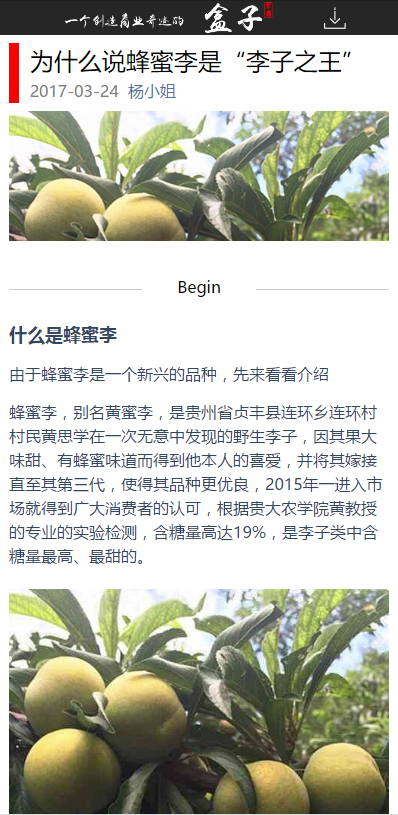 一个创造商业奇迹的 盒子
为什么说蜂蜜李是“李子之王”
2017-03-24 杨小姐
Begin
什么是蜂蜜李
由于蜂蜜李是一个新兴的品种，先来看看介绍
蜂蜜李，别名黄蜜李，是贵州省贞丰县连环乡连环村
村民黄思学在一次无意中发现的野生李子，因其果大
味甜、有蜂蜜味道而得到他本人的喜爱，并将其嫁接
直至其第三代，使得其品种更优良，2015年一进入市
场就得到广大消费者的认可，根据贵大农学院黄教授
的专业的实验检测，含糖量高达19%，是李子类中含
糖量最高、最甜的。